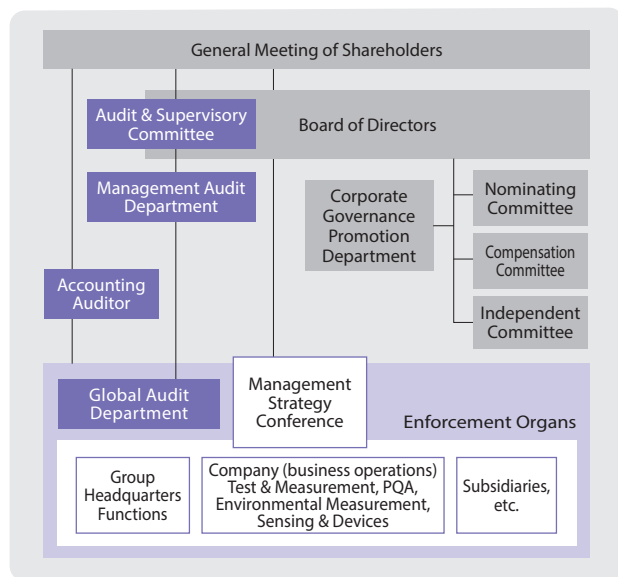 General Meeting of Shareholders
Audit & Supervisory
Committee
Board of Directors
Management Audit
Department
Corporate
Governance
Promotion
Department
Nominating
Committee
Compensation
Committee
Independent
Committee
Accounting
Auditor
Global Audit
Department
Management
Strategy
Conference
Enforcement Organs
Group
Headquarters
Functions
Company (business operations)
Test & Measurement, PQA,
Environmental Measurement,
Sensing & Devices
Subsidiaries,
etc.